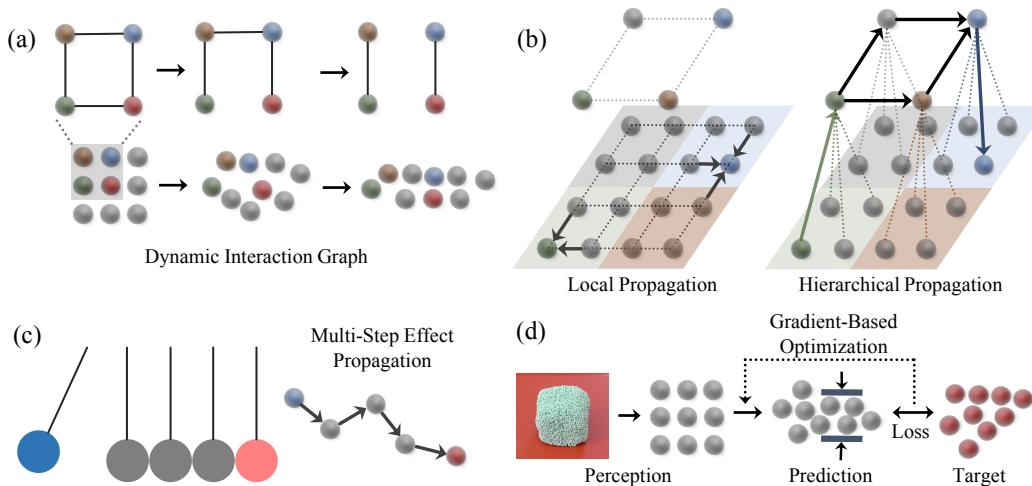 (a)
Dynamic Interaction Graph
(b)
Local Propagation
Hierarchical Propagation
(c)
Multi-Step Effect
Propagation
(d)
Gradient-Based
Optimization
Loss
Perception
Prediction
Target